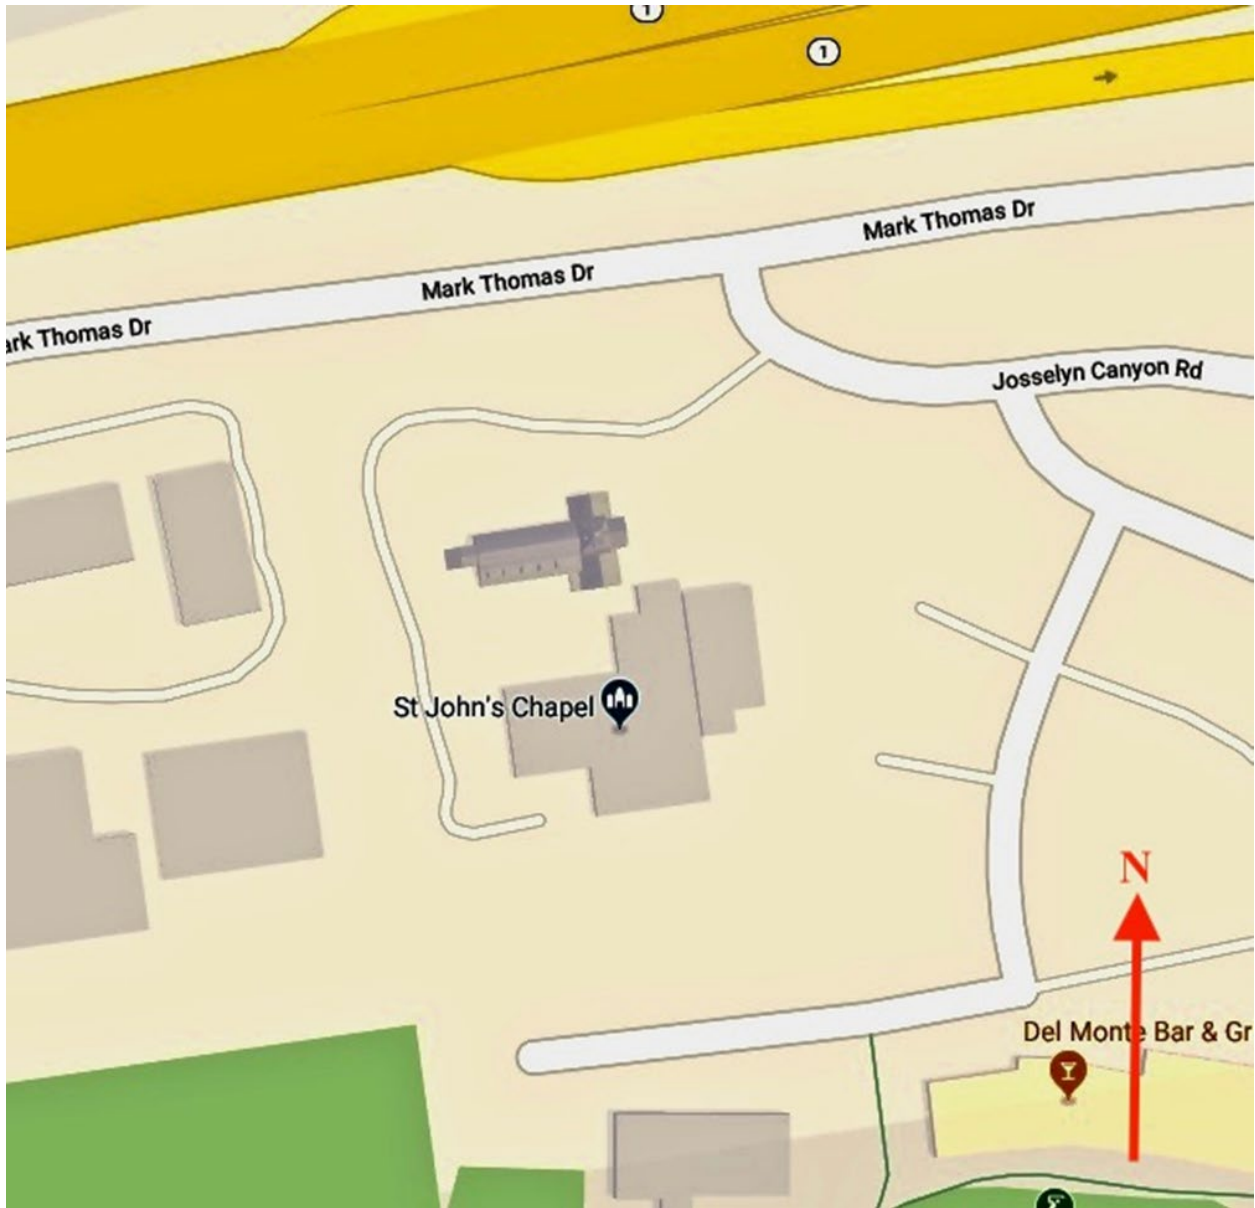 1
1
Mark Thomas Dr
Mark Thomas Dr
ark Thomas Dr
Josselyn Canyon Rd
St John's Chapel
N
Del Monte Bar & Gr